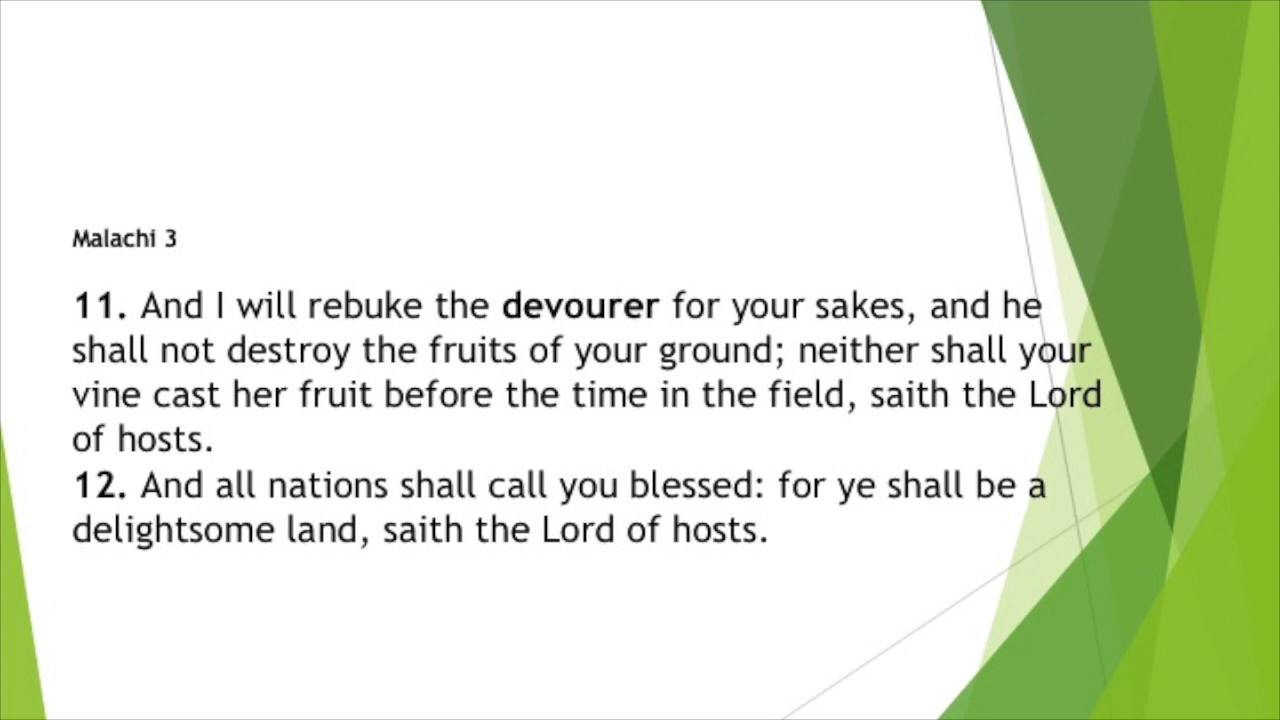 Malachi 3
11. And I will rebuke the devourer for your sakes, and he
shall not destroy the fruits of your ground; neither shall your
vine cast her fruit before the time in the field, saith the Lord
of hosts.
12. And all nations shall call you blessed: for ye shall be a
delightsome land, saith the Lord of hosts.